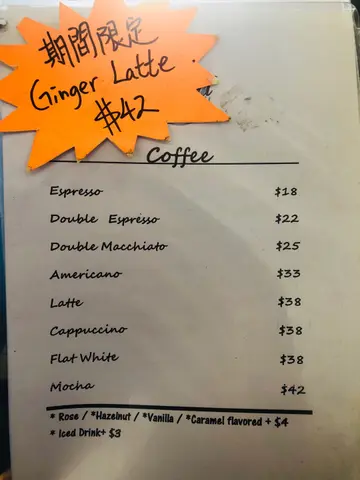 期間限定
Ginger Latte
$42
Coffee
Espresso $18
Double Espresso $22
Double Macchiato $25
Americano $33
Latte $38
Cappuccino $38
Flat White $38
Mocha $42
* Rose / *Hazelnut / *Vanilla / *Caramel flavored + $4
* Iced Drink+ $3